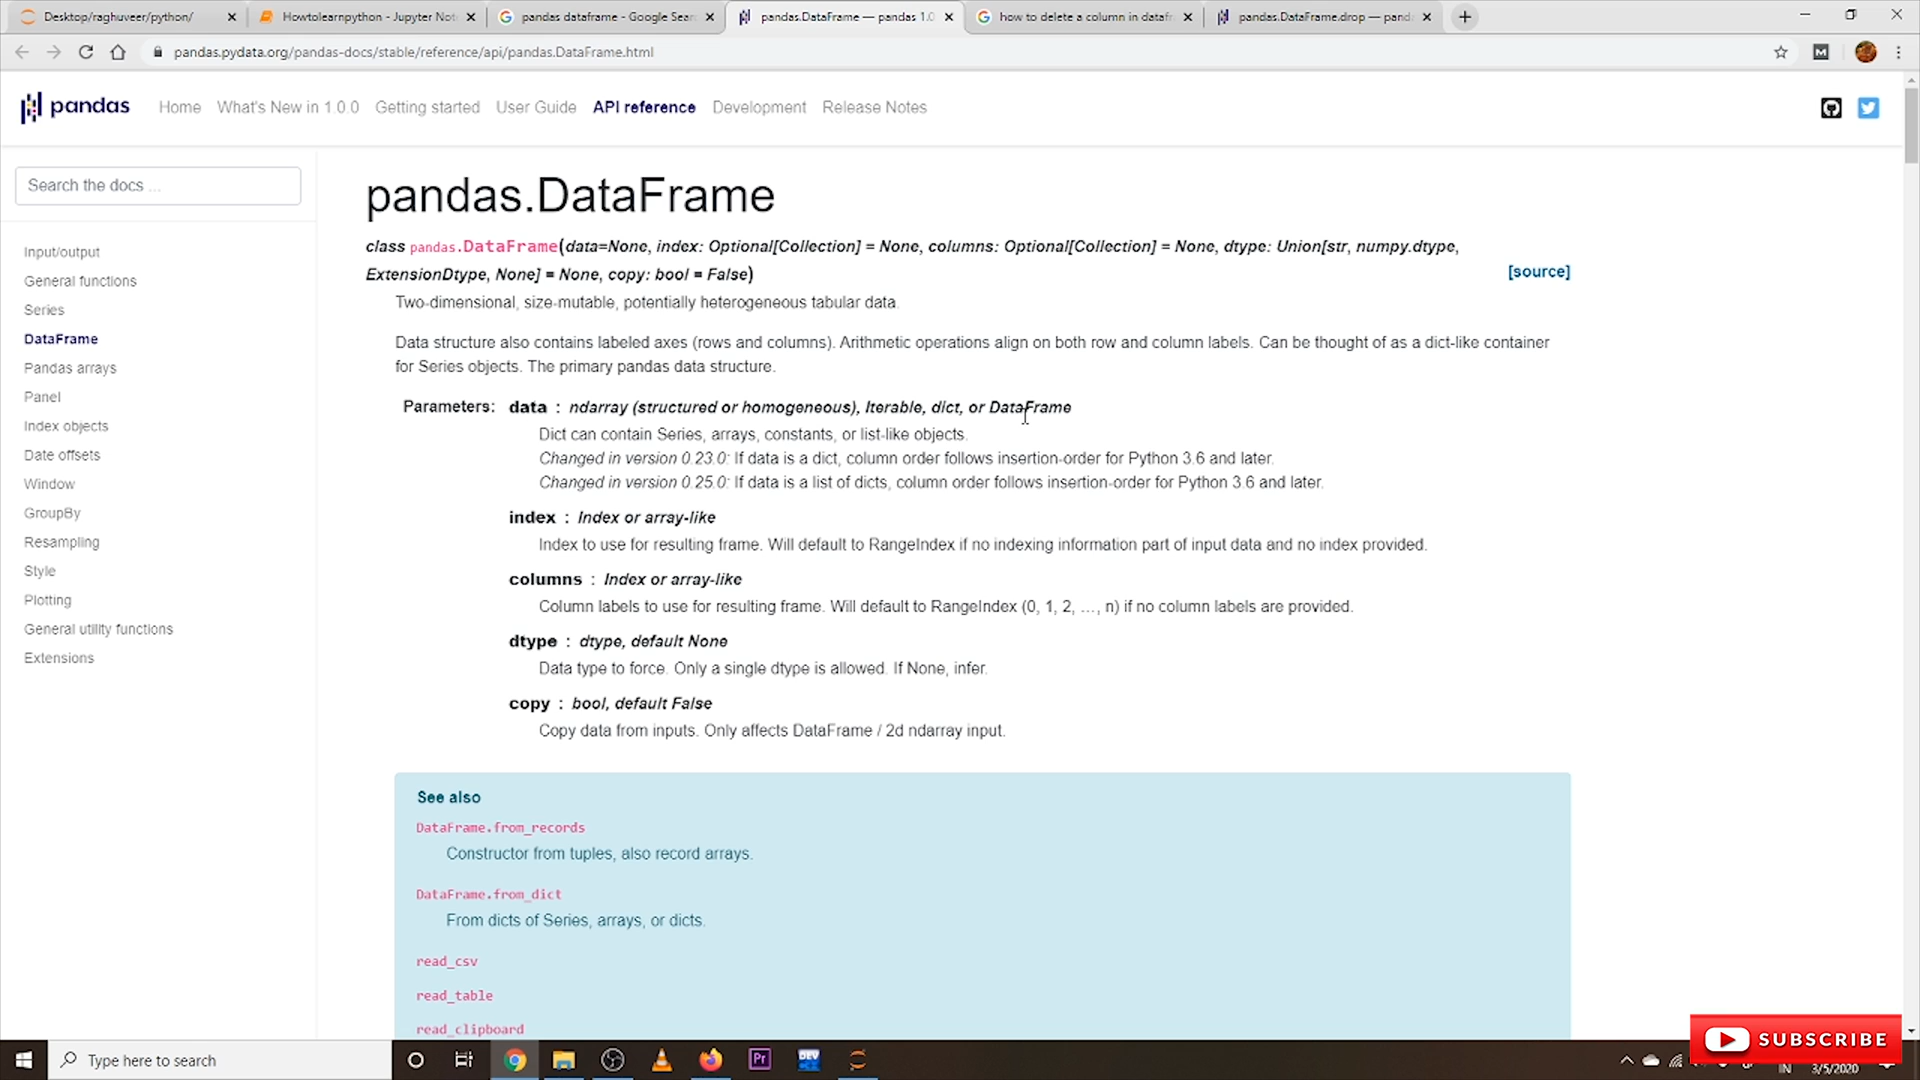 Desktop/raghuveer/python/
Howtolearnpython - Jupyter Not
pandas dataframe - Google Sear
pandas.DataFrame — pandas 1.0
how to delete a column in dataf
pandas.DataFrame.drop — pand
pandas.pydata.org/pandas-docs/stable/reference/api/pandas.DataFrame.html
M
pandas
Home What's New in 1.0.0 Getting started User Guide API reference Development Release Notes
Search the docs ...
Input/output
General functions
Series
DataFrame
Pandas arrays
Panel
Index objects
Date offsets
Window
GroupBy
Resampling
Style
Plotting
General utility functions
Extensions
pandas.DataFrame
class pandas.DataFrame(data=None, index: Optional[Collection] = None, columns: Optional[Collection] = None, dtype: Union[str, numpy.dtype,
ExtensionDtype, None] = None, copy: bool = False)
[source]
Two-dimensional, size-mutable, potentially heterogeneous tabular data.
Data structure also contains labeled axes (rows and columns). Arithmetic operations align on both row and column labels. Can be thought of as a dict-like container
for Series objects. The primary pandas data structure.
Parameters: data : ndarray (structured or homogeneous), Iterable, dict, or DataFrame
Dict can contain Series, arrays, constants, or list-like objects.
Changed in version 0.23.0: If data is a dict, column order follows insertion-order for Python 3.6 and later.
Changed in version 0.25.0: If data is a list of dicts, column order follows insertion-order for Python 3.6 and later.
index : Index or array-like
Index to use for resulting frame. Will default to RangeIndex if no indexing information part of input data and no index provided.
columns : Index or array-like
Column labels to use for resulting frame. Will default to RangeIndex (0, 1, 2, …, n) if no column labels are provided.
dtype : dtype, default None
Data type to force. Only a single dtype is allowed. If None, infer.
copy : bool, default False
Copy data from inputs. Only affects DataFrame / 2d ndarray input.
See also
DataFrame.from_records
Constructor from tuples, also record arrays.
DataFrame.from_dict
From dicts of Series, arrays, or dicts.
read_csv
read_table
read_clipboard
SUBSCRIBE
Type here to search
Pr
DEV
IN
3/5/2020